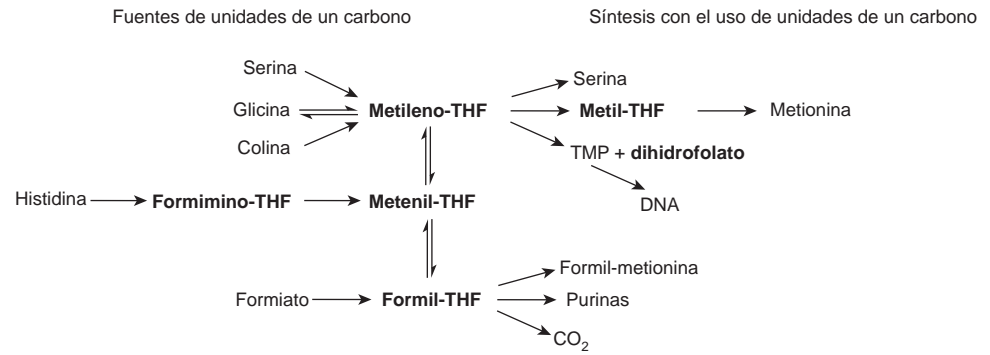 Fuentes de unidades de un carbono
Síntesis con el uso de unidades de un carbono
Serina
Serina
Glicina
Metileno-THF
Metil-THF
Metionina
Colina
TMP + dihidrofolato
Histidina
Formimino-THF
Metenil-THF
DNA
Formil-metionina
Formiato
Formil-THF
Purinas
CO2